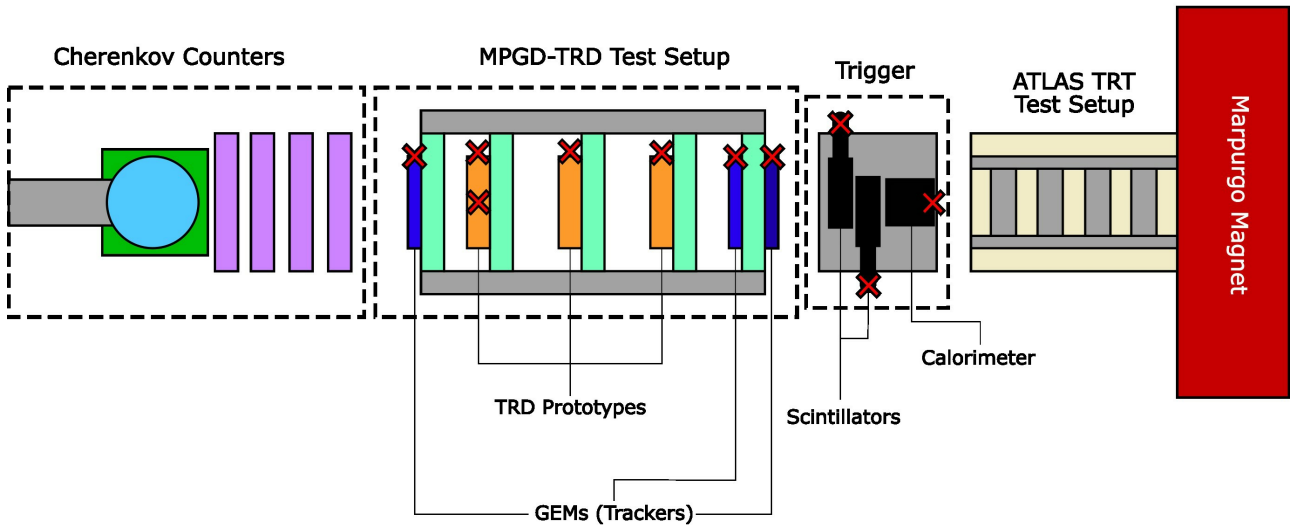 Cherenkov Counters
MPGD-TRD Test Setup
Trigger
ATLAS TRT
Test Setup
Marpurgo Magnet
Calorimeter
TRD Prototypes
Scintillators
GEMs (Trackers)